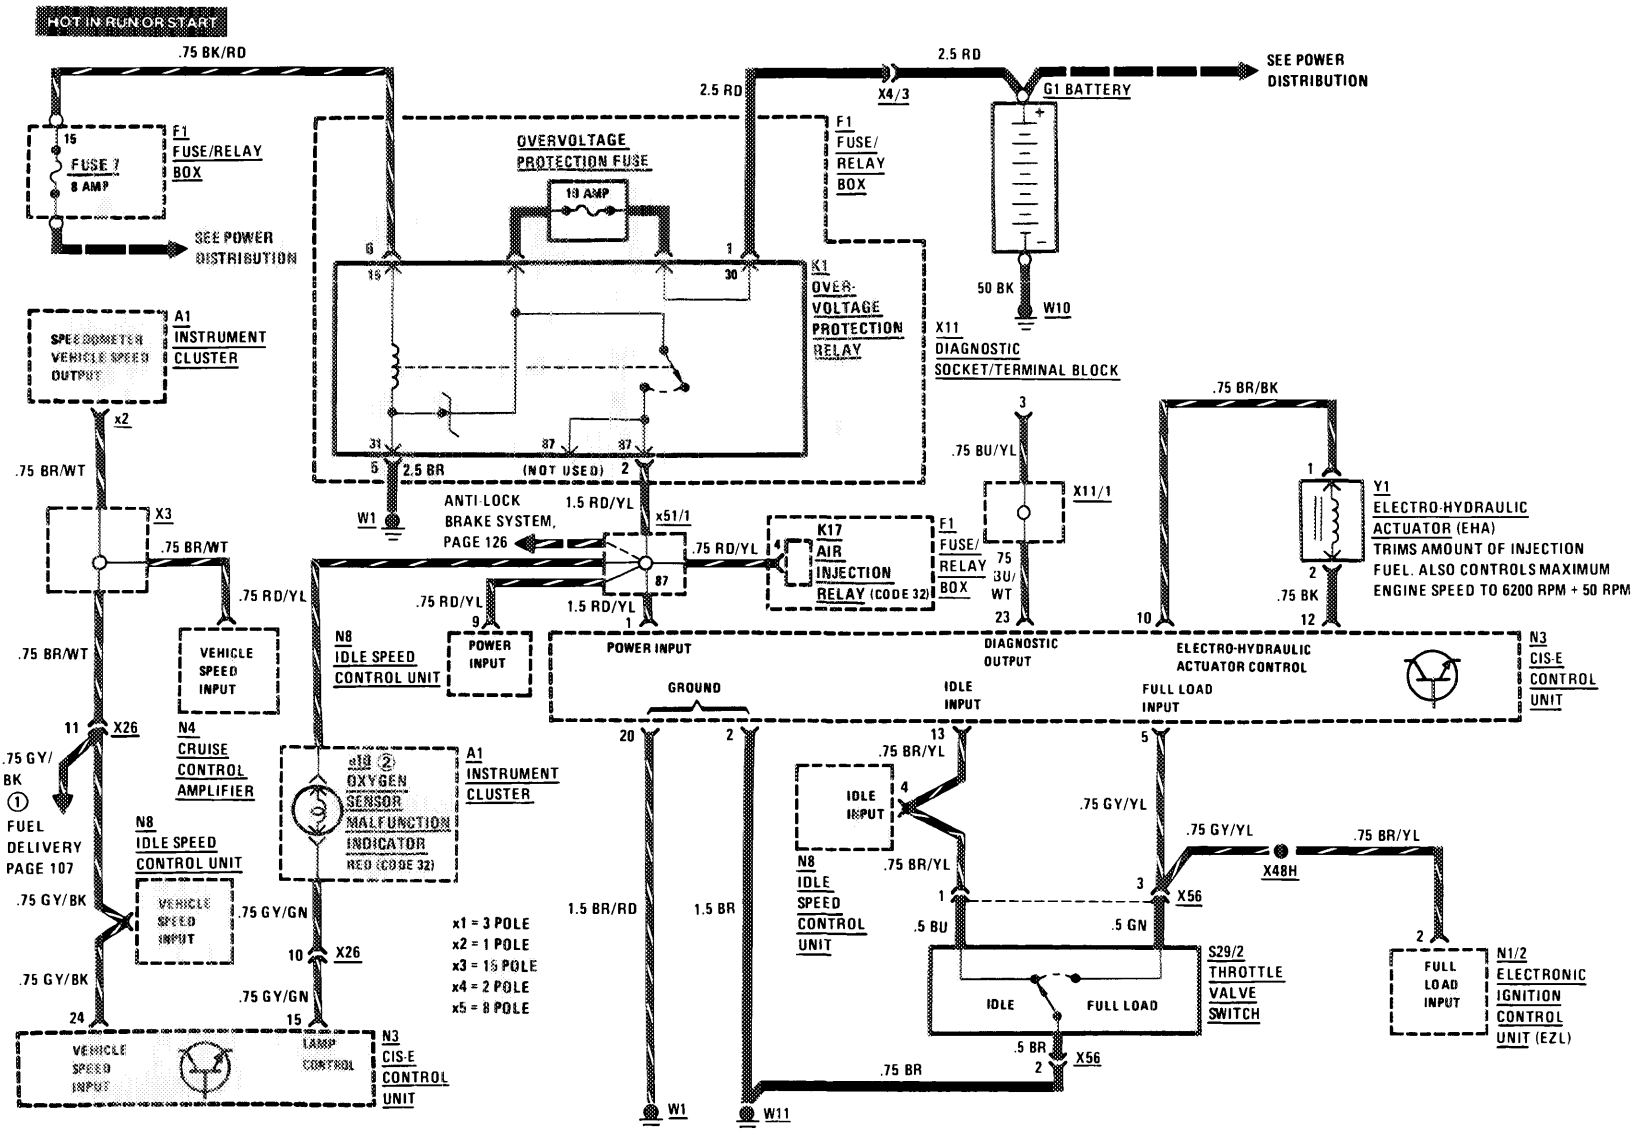 HOT IN RUN OR START
.75 BK/RD
2.5 RD
2.5 RD
X4/3
G1 BATTERY
SEE POWER
DISTRIBUTION
15
FUSE 7
8 AMP
F1
FUSE/RELAY
BOX
SEE POWER
DISTRIBUTION
OVERVOLTAGE
PROTECTION FUSE
10 AMP
F1
FUSE/
RELAY
BOX
+
−
50 BK
W10
6
15
1
30
K1
OVER-
VOLTAGE
PROTECTION
RELAY
31
5
2.5 BR
87
(NOT USED)
87
2
W1
A1
INSTRUMENT
CLUSTER
SPEEDOMETER
VEHICLE SPEED
OUTPUT
x2
.75 BR/WT
X3
.75 BR/WT
.75 BR/WT
VEHICLE
SPEED
INPUT
N4
CRUISE
CONTROL
AMPLIFIER
11
X26
.75 GY/
BK
1
FUEL
DELIVERY
PAGE 107
N8
IDLE SPEED
CONTROL UNIT
VEHICLE
SPEED
INPUT
.75 GY/BK
.75 GY/BK
24
VEHICLE
SPEED
INPUT
15
LAMP
CONTROL
N3
CIS-E
CONTROL
UNIT
ANTI-LOCK
BRAKE SYSTEM,
PAGE 126
1.5 RD/YL
x51/1
87
.75 RD/YL
.75 RD/YL
.75 RD/YL
1.5 RD/YL
9
POWER
INPUT
N8
IDLE SPEED
CONTROL UNIT
4
K17
AIR
INJECTION
RELAY (CODE 32)
F1
FUSE/
RELAY
BOX
X11
DIAGNOSTIC
SOCKET/TERMINAL BLOCK
3
.75 BU/YL
X11/1
75
BU/
WT
23
.75 BR/BK
1
Y1
ELECTRO-HYDRAULIC
ACTUATOR (EHA)
TRIMS AMOUNT OF INJECTION
FUEL. ALSO CONTROLS MAXIMUM
ENGINE SPEED TO 6200 RPM + 50 RPM
2
.75 BK
12
10
1
POWER INPUT
GROUND
DIAGNOSTIC
OUTPUT
IDLE
INPUT
ELECTRO-HYDRAULIC
ACTUATOR CONTROL
FULL LOAD
INPUT
N3
CIS-E
CONTROL
UNIT
20
2
13
5
e10 2
OXYGEN
SENSOR
MALFUNCTION
INDICATOR
RED (CODE 32)
A1
INSTRUMENT
CLUSTER
.75 GY/GN
10
X26
.75 GY/GN
x1 = 3 POLE
x2 = 1 POLE
x3 = 15 POLE
x4 = 2 POLE
x5 = 8 POLE
1.5 BR/RD
1.5 BR
W1
W11
.75 BR/YL
4
IDLE
INPUT
N8
IDLE
SPEED
CONTROL
UNIT
.75 BR/YL
1
.5 BU
.75 GY/YL
.75 GY/YL
X48H
.75 BR/YL
3
X56
.5 GN
S29/2
THROTTLE
VALVE
SWITCH
IDLE
FULL LOAD
.5 BR
2
X56
.75 BR
2
FULL
LOAD
INPUT
N1/2
ELECTRONIC
IGNITION
CONTROL
UNIT (EZL)